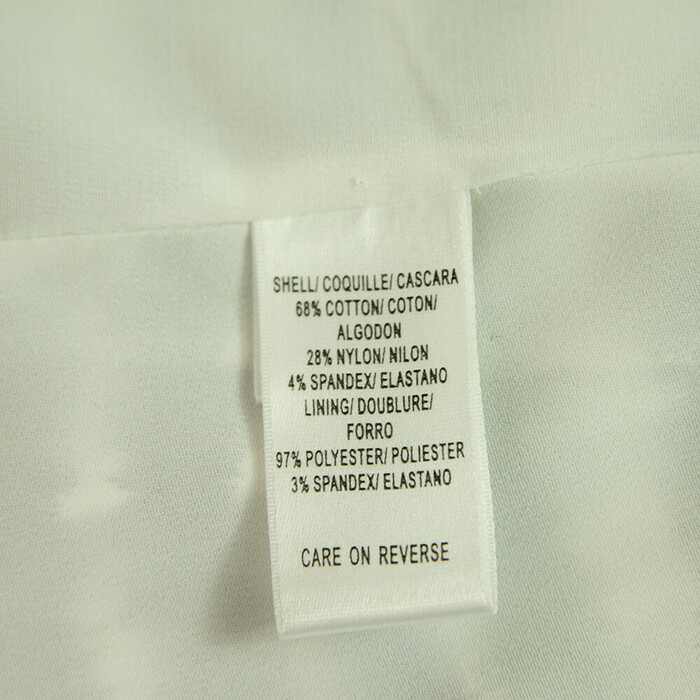 SHELL/ COQUILLE/ CASCARA
68% COTTON/ COTON/
ALGODON
28% NYLON/ NILON
4% SPANDEX/ ELASTANO
LINING/ DOUBLURE/
FORRO
97% POLYESTER/ POLIESTER
3% SPANDEX/ ELASTANO
CARE ON REVERSE